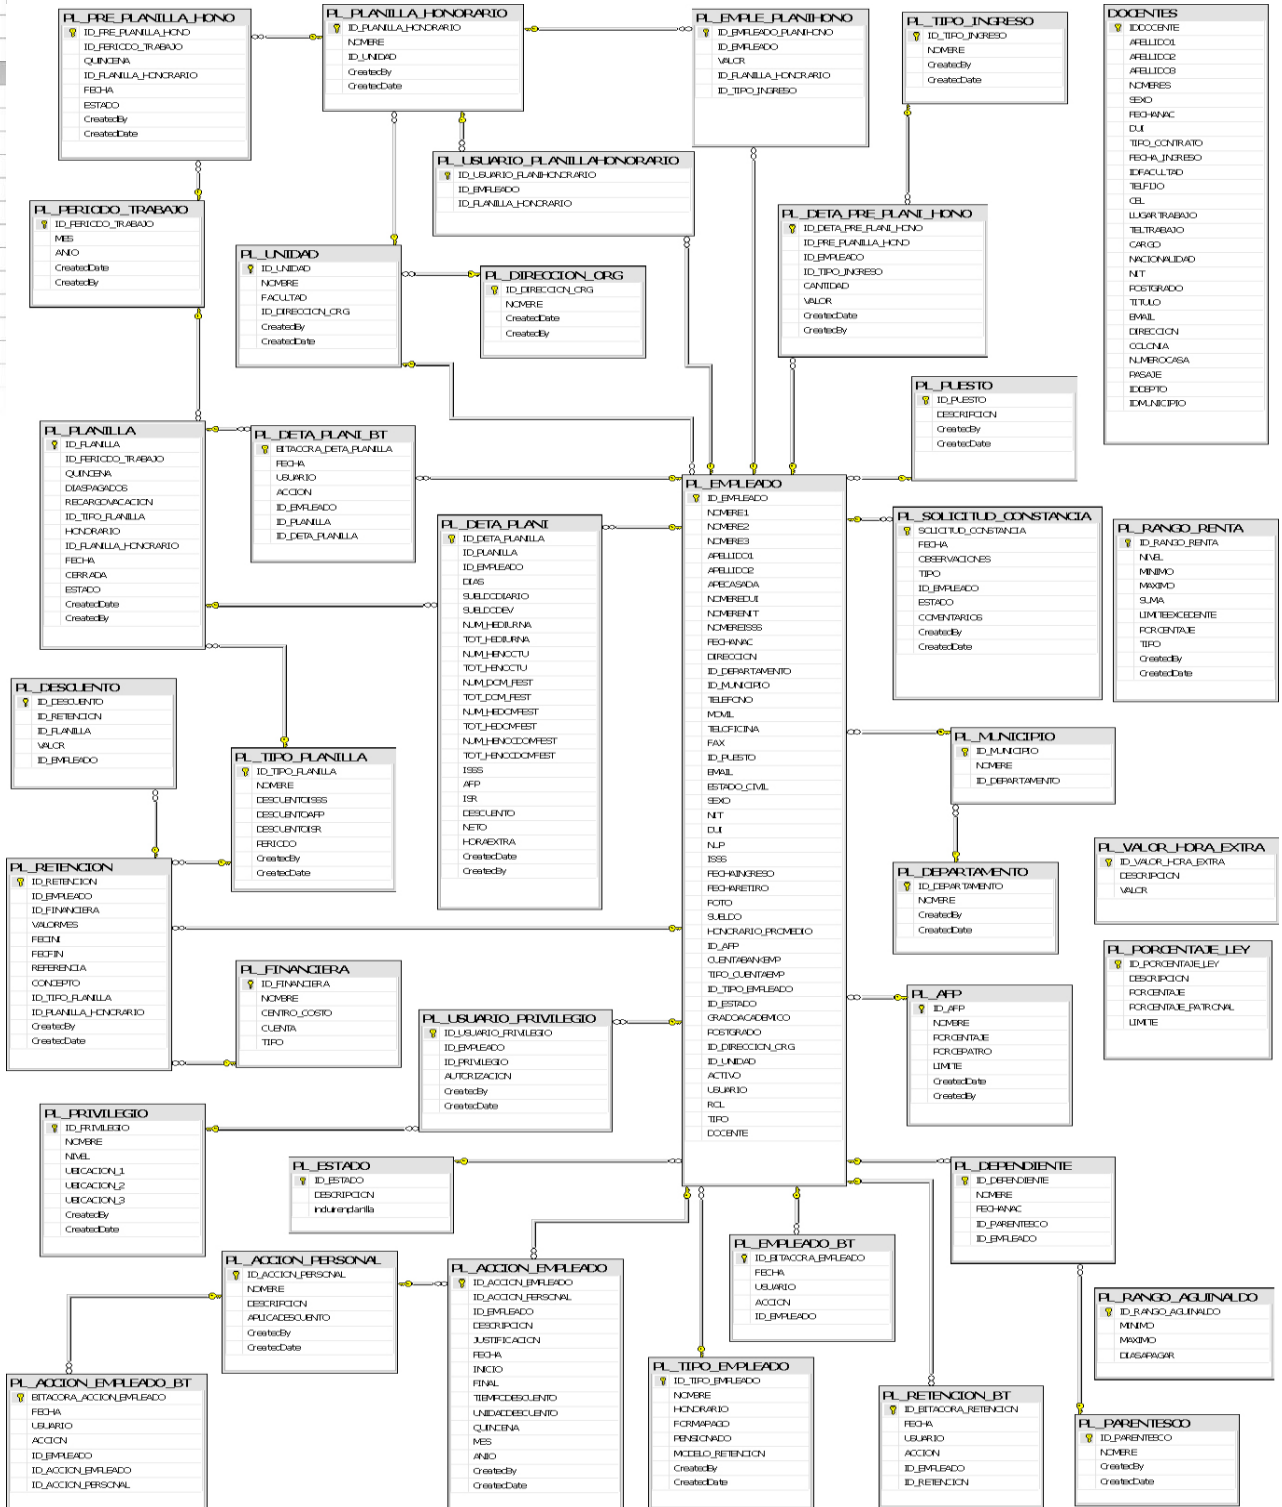 PL_PRE_PLANILLA_HONO
ID_PRE_PLANILLA_HONO
ID_PERIODO_TRABAJO
QUINCENA
ID_PLANILLA_HONORARIO
FECHA
ESTADO
CreatedBy
CreatedDate
PL_PLANILLA_HONORARIO
ID_PLANILLA_HONORARIO
NOMBRE
ID_UNIDAD
CreatedBy
CreatedDate
PL_EMPLE_PLANIHONO
ID_EMPLEADO_PLANIHONO
ID_EMPLEADO
VALOR
ID_PLANILLA_HONORARIO
ID_TIPO_INGRESO
PL_TIPO_INGRESO
ID_TIPO_INGRESO
NOMBRE
CreatedBy
CreatedDate
DOCENTES
IDDOCENTE
APELLIDO1
APELLIDO2
APELLIDO3
NOMBRES
SEXO
FECHANAC
DUI
TIPO_CONTRATO
FECHA_INGRESO
IDFACULTAD
TELFIJO
CEL
LUGARTRABAJO
TELTRABAJO
CARGO
NACIONALIDAD
NIT
POSTGRADO
TITULO
EMAIL
DIRECCION
COLONIA
NUMEROCASA
PASAJE
IDDEPTO
IDMUNICIPIO
PL_USUARIO_PLANILLAHONORARIO
ID_USUARIO_PLANIHONORARIO
ID_EMPLEADO
ID_PLANILLA_HONORARIO
PL_PERIODO_TRABAJO
ID_PERIODO_TRABAJO
MES
ANIO
CreatedDate
CreatedBy
PL_UNIDAD
ID_UNIDAD
NOMBRE
FACULTAD
ID_DIRECCION_ORG
CreatedBy
CreatedDate
PL_DIRECCION_ORG
ID_DIRECCION_ORG
NOMBRE
CreatedDate
CreatedBy
PL_DETA_PRE_PLANI_HONO
ID_DETA_PRE_PLANI_HONO
ID_PRE_PLANILLA_HONO
ID_EMPLEADO
ID_TIPO_INGRESO
CANTIDAD
VALOR
CreatedDate
CreatedBy
PL_PUESTO
ID_PUESTO
DESCRIPCION
CreatedBy
CreatedDate
PL_PLANILLA
ID_PLANILLA
ID_PERIODO_TRABAJO
QUINCENA
DIASPAGADOS
RECARGOVACACION
ID_TIPO_PLANILLA
HONORARIO
ID_PLANILLA_HONORARIO
FECHA
CERRADA
ESTADO
CreatedDate
CreatedBy
PL_DETA_PLANI_BT
BITACORA_DETA_PLANILLA
FECHA
USUARIO
ACCION
ID_EMPLEADO
ID_PLANILLA
ID_DETA_PLANILLA
PL_DETA_PLANI
ID_DETA_PLANILLA
ID_PLANILLA
ID_EMPLEADO
DIAS
SUELDODIARIO
SUELDODEV
NUM_HEDIURNA
TOT_HEDIURNA
NUM_HENOCTU
TOT_HENOCTU
NUM_DOM_FEST
TOT_DOM_FEST
NUM_HEDOMFEST
TOT_HEDOMFEST
NUM_HENOCDOMFEST
TOT_HENOCDOMFEST
ISSS
AFP
ISR
DESCUENTO
NETO
HORAEXTRA
CreatedDate
CreatedBy
PL_EMPLEADO
ID_EMPLEADO
NOMBRE1
NOMBRE2
NOMBRE3
APELLIDO1
APELLIDO2
APECASADA
NOMBREDUI
NOMBRENIT
NOMBREISSS
FECHANAC
DIRECCION
ID_DEPARTAMENTO
ID_MUNICIPIO
TELEFONO
MOVIL
TELOFICINA
FAX
ID_PUESTO
EMAIL
ESTADO_CIVIL
SEXO
NIT
DUI
NUP
ISSS
FECHAINGRESO
FECHARETIRO
FOTO
SUELDO
HONORARIO_PROMEDIO
ID_AFP
CUENTABANKEMP
TIPO_CUENTAEMP
ID_TIPO_EMPLEADO
ID_ESTADO
GRADOACADEMICO
POSTGRADO
ID_DIRECCION_ORG
ID_UNIDAD
ACTIVO
USUARIO
ROL
TIPO
DOCENTE
PL_SOLICITUD_CONSTANCIA
SOLICITUD_CONSTANCIA
FECHA
OBSERVACIONES
TIPO
ID_EMPLEADO
ESTADO
COMENTARIOS
CreatedBy
CreatedDate
PL_RANGO_RENTA
ID_RANGO_RENTA
NIVEL
MINIMO
MAXIMO
SUMA
LIMITEEXCEDENTE
PORCENTAJE
TIPO
CreatedBy
CreatedDate
PL_DESCUENTO
ID_DESCUENTO
ID_RETENCION
ID_PLANILLA
VALOR
ID_EMPLEADO
PL_TIPO_PLANILLA
ID_TIPO_PLANILLA
NOMBRE
DESCUENTOISSS
DESCUENTOAFP
DESCUENTOISR
PERIODO
CreatedBy
CreatedDate
PL_MUNICIPIO
ID_MUNICIPIO
NOMBRE
ID_DEPARTAMENTO
PL_RETENCION
ID_RETENCION
ID_EMPLEADO
ID_FINANCIERA
VALORMES
FECINI
FECFIN
REFERENCIA
CONCEPTO
ID_TIPO_PLANILLA
ID_PLANILLA_HONORARIO
CreatedBy
CreatedDate
PL_DEPARTAMENTO
ID_DEPARTAMENTO
NOMBRE
CreatedBy
CreatedDate
PL_VALOR_HORA_EXTRA
ID_VALOR_HORA_EXTRA
DESCRIPCION
VALOR
PL_PORCENTAJE_LEY
ID_PORCENTAJE_LEY
DESCRIPCION
PORCENTAJE
PORCENTAJE_PATRONAL
LIMITE
PL_FINANCIERA
ID_FINANCIERA
NOMBRE
CENTRO_COSTO
CUENTA
TIPO
PL_USUARIO_PRIVILEGIO
ID_USUARIO_PRIVILEGIO
ID_EMPLEADO
ID_PRIVILEGIO
AUTORIZACION
CreatedBy
CreatedDate
PL_AFP
ID_AFP
NOMBRE
PORCENTAJE
PORCEPATRO
LIMITE
CreatedDate
CreatedBy
PL_PRIVILEGIO
ID_PRIVILEGIO
NOMBRE
NIVEL
UBICACION_1
UBICACION_2
UBICACION_3
CreatedBy
CreatedDate
PL_ESTADO
ID_ESTADO
DESCRIPCION
incluirenplanilla
PL_DEPENDIENTE
ID_DEPENDIENTE
NOMBRE
FECHANAC
ID_PARENTESCO
ID_EMPLEADO
PL_ACCION_PERSONAL
ID_ACCION_PERSONAL
NOMBRE
DESCRIPCION
APLICADESCUENTO
CreatedBy
CreatedDate
PL_ACCION_EMPLEADO
ID_ACCION_EMPLEADO
ID_ACCION_PERSONAL
ID_EMPLEADO
DESCRIPCION
JUSTIFICACION
FECHA
INICIO
FINAL
TIEMPODESCUENTO
UNIDADDESCUENTO
QUINCENA
MES
ANIO
CreatedBy
CreatedDate
PL_EMPLEADO_BT
ID_BITACORA_EMPLEADO
FECHA
USUARIO
ACCION
ID_EMPLEADO
PL_RANGO_AGUINALDO
ID_RANGO_AGUINALDO
MINIMO
MAXIMO
DIASAPAGAR
PL_ACCION_EMPLEADO_BT
BITACORA_ACCION_EMPLEADO
FECHA
USUARIO
ACCION
ID_EMPLEADO
ID_ACCION_EMPLEADO
ID_ACCION_PERSONAL
PL_TIPO_EMPLEADO
ID_TIPO_EMPLEADO
NOMBRE
HONORARIO
FORMAPAGO
PENSIONADO
MODELO_RETENCION
CreatedBy
CreatedDate
PL_RETENCION_BT
ID_BITACORA_RETENCION
FECHA
USUARIO
ACCION
ID_EMPLEADO
ID_RETENCION
PL_PARENTESCO
ID_PARENTESCO
NOMBRE
CreatedBy
CreatedDate